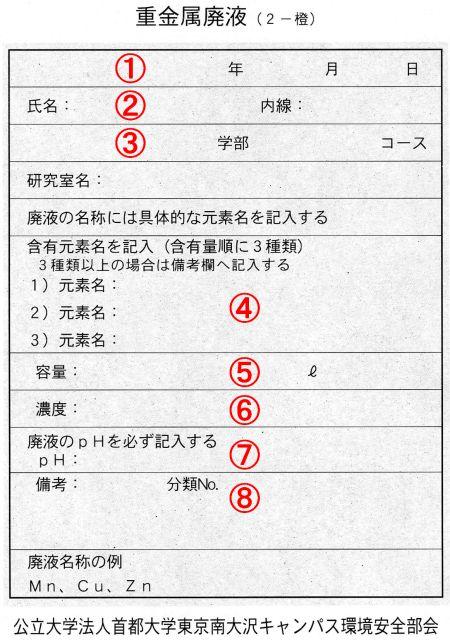 重金属廃液（２－橙）
① 年 月 日
氏名： ② 内線：
③ 学部 コース
研究室名：
廃液の名称には具体的な元素名を記入する
含有元素名を記入（含有量順に３種類）
３種類以上の場合は備考欄へ記入する
１）元素名：
２）元素名： ④
３）元素名：
容量： ⑤ ℓ
濃度： ⑥
廃液のｐＨを必ず記入する
ｐＨ： ⑦
備考： 分類No. ⑧
廃液名称の例
Ｍｎ、Ｃｕ、Ｚｎ
公立大学法人首都大学東京南大沢キャンパス環境安全部会